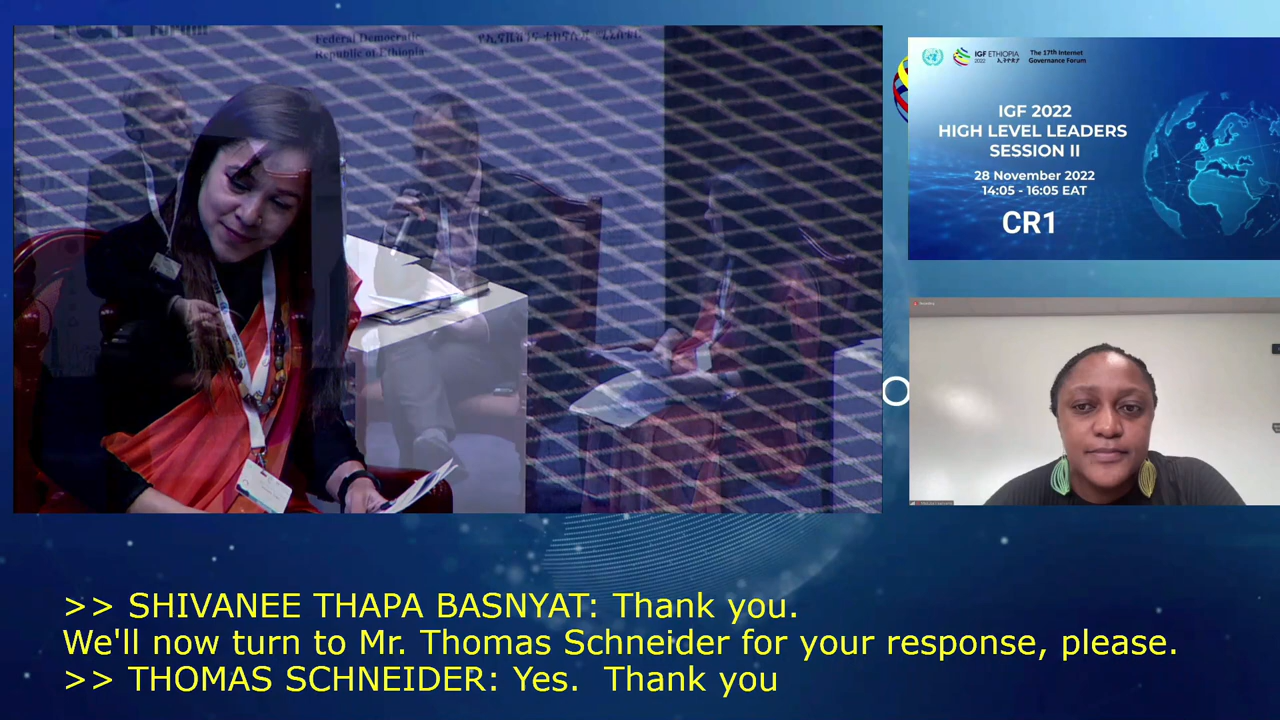 Federal Democratic
Republic of Ethiopia
IGF ETHIOPIA
2022 ኢትዮጵያ
The 17th Internet
Governance Forum
IGF 2022
HIGH LEVEL LEADERS
SESSION II
28 November 2022
14:05 - 16:05 EAT
CR1
>> SHIVANEE THAPA BASNYAT: Thank you.
We'll now turn to Mr. Thomas Schneider for your response, please.
>> THOMAS SCHNEIDER: Yes. Thank you